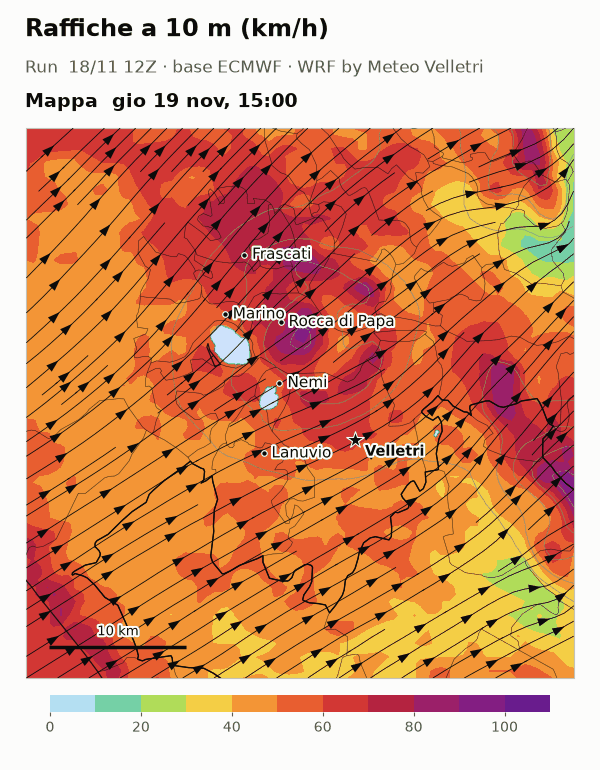 Raffiche a 10 m (km/h)
Run  18/11 12Z · base ECMWF · WRF by Meteo Velletri
Mappa  gio 19 nov, 15:00
Frascati
Marino
Rocca di Papa
Nemi
Velletri
Lanuvio
10 km
0 20 40 60 80 100